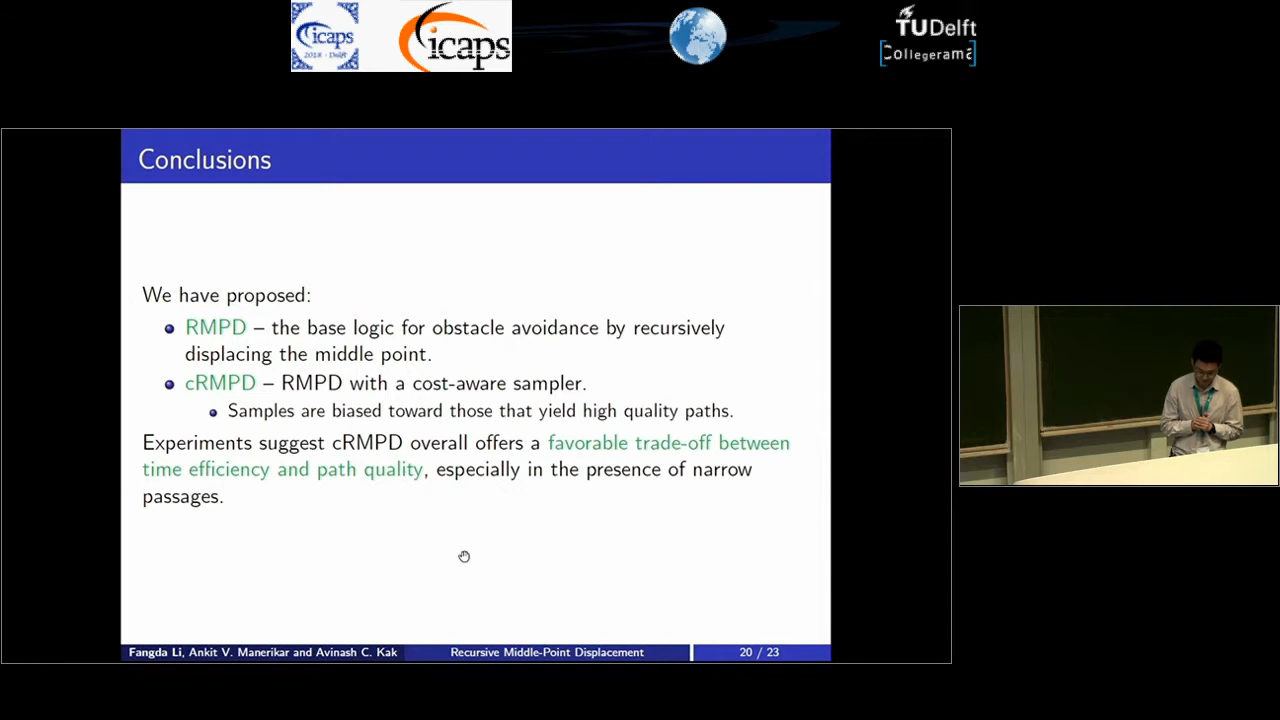 icaps
2018 - Delft
icaps
TU Delft
Collegerama
Conclusions
We have proposed:
RMPD – the base logic for obstacle avoidance by recursively
displacing the middle point.
cRMPD – RMPD with a cost-aware sampler.
Samples are biased toward those that yield high quality paths.
Experiments suggest cRMPD overall offers a favorable trade-off between
time efficiency and path quality, especially in the presence of narrow
passages.
Fangda Li, Ankit V. Manerikar and Avinash C. Kak
Recursive Middle-Point Displacement
20 / 23